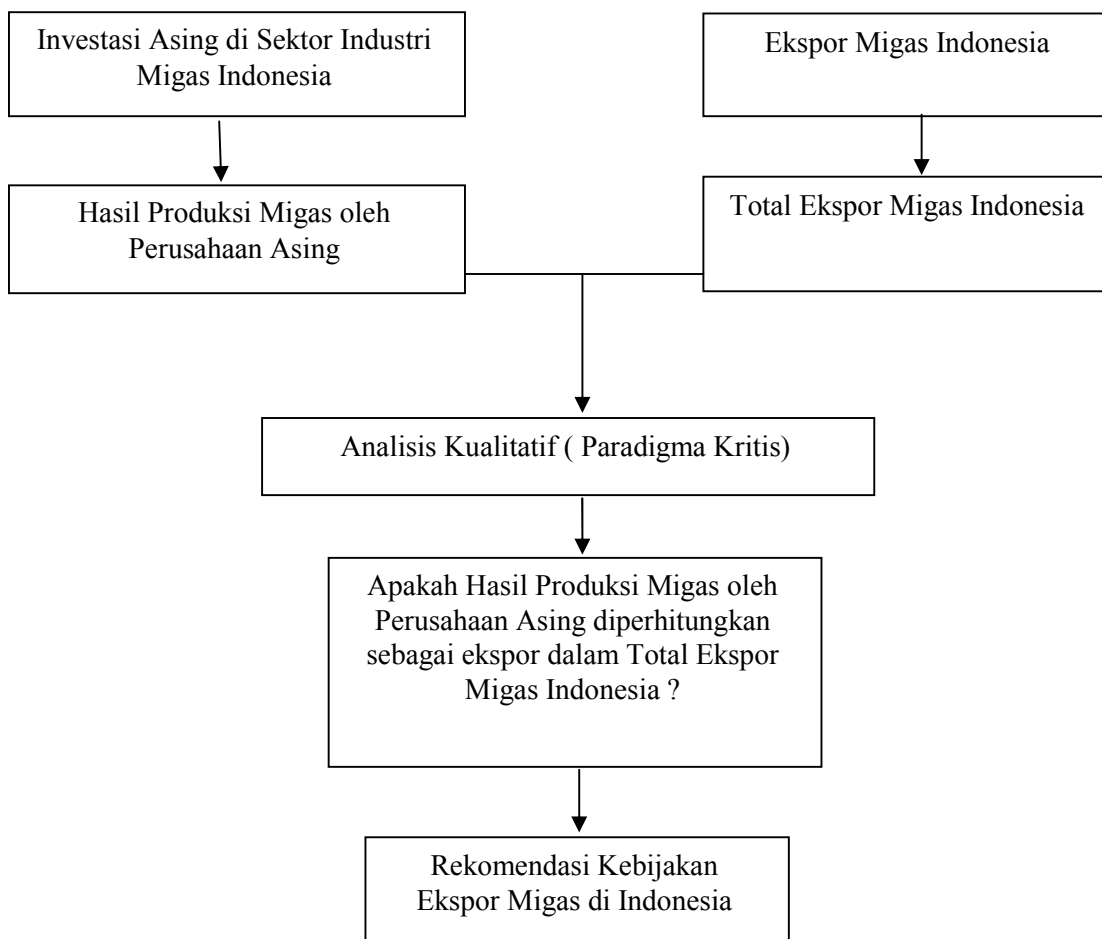 Investasi Asing di Sektor Industri
Migas Indonesia
Ekspor Migas Indonesia
Hasil Produksi Migas oleh
Perusahaan Asing
Total Ekspor Migas Indonesia
Analisis Kualitatif ( Paradigma Kritis)
Apakah Hasil Produksi Migas oleh
Perusahaan Asing diperhitungkan
sebagai ekspor dalam Total Ekspor
Migas Indonesia ?
Rekomendasi Kebijakan
Ekspor Migas di Indonesia